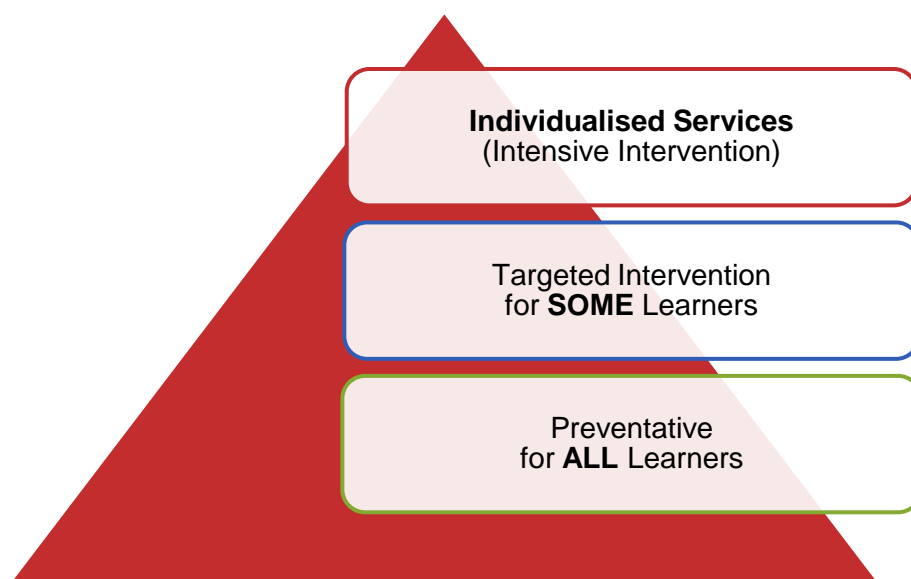 Individualised Services
(Intensive Intervention)
Targeted Intervention
for SOME Learners
Preventative
for ALL Learners